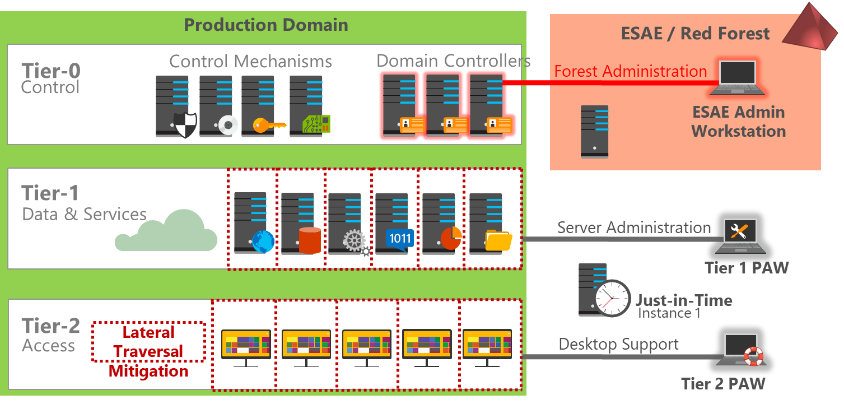 Production Domain
ESAE / Red Forest
Tier-0
Control
Control Mechanisms
Domain Controllers
Forest Administration
ESAE Admin
Workstation
Tier-1
Data & Services
1011
Server Administration
Tier 1 PAW
Just-in-Time
Instance 1
Tier-2
Access
Lateral
Traversal
Mitigation
Desktop Support
Tier 2 PAW